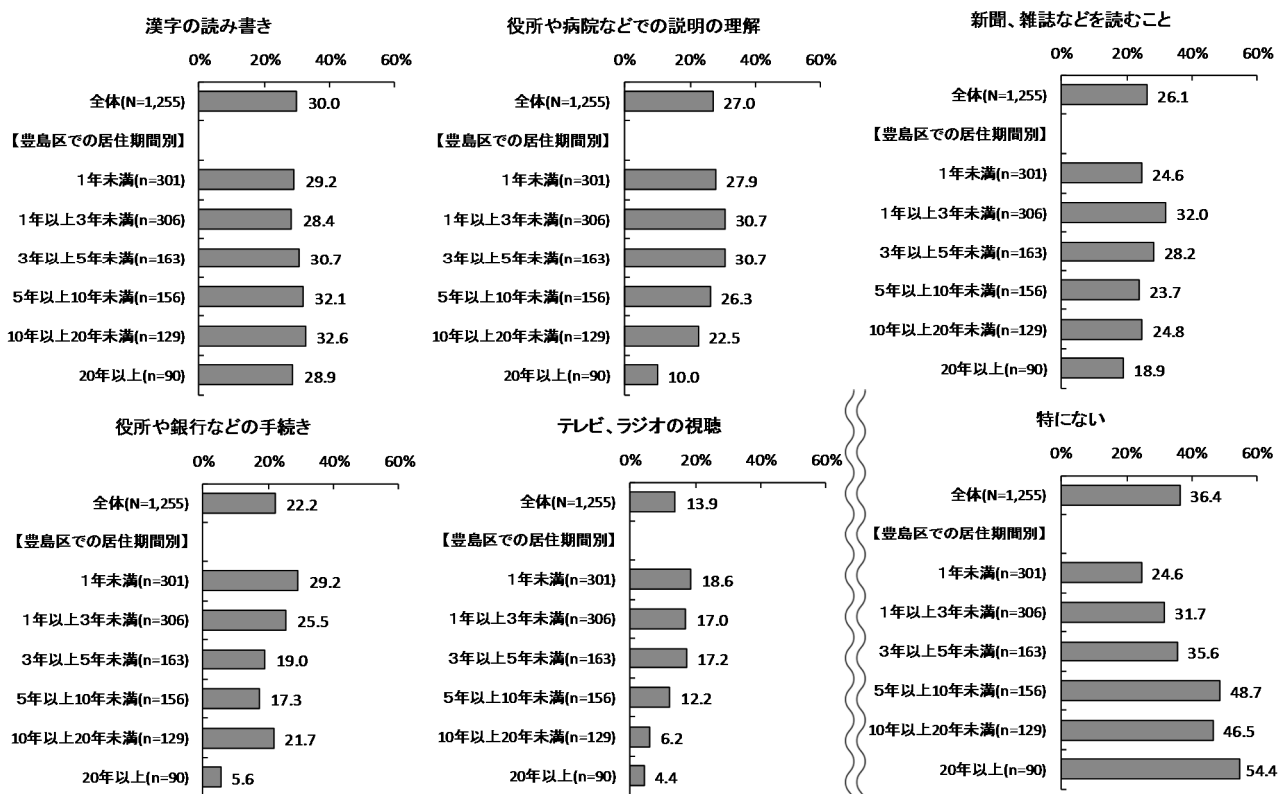 漢字の読み書き
0% 20% 40% 60%
全体(N=1,255) 30.0
【豊島区での居住期間別】
1年未満(n=301) 29.2
1年以上3年未満(n=306) 28.4
3年以上5年未満(n=163) 30.7
5年以上10年未満(n=156) 32.1
10年以上20年未満(n=129) 32.6
20年以上(n=90) 28.9
役所や病院などでの説明の理解
0% 20% 40% 60%
全体(N=1,255) 27.0
【豊島区での居住期間別】
1年未満(n=301) 27.9
1年以上3年未満(n=306) 30.7
3年以上5年未満(n=163) 30.7
5年以上10年未満(n=156) 26.3
10年以上20年未満(n=129) 22.5
20年以上(n=90) 10.0
新聞、雑誌などを読むこと
0% 20% 40% 60%
全体(N=1,255) 26.1
【豊島区での居住期間別】
1年未満(n=301) 24.6
1年以上3年未満(n=306) 32.0
3年以上5年未満(n=163) 28.2
5年以上10年未満(n=156) 23.7
10年以上20年未満(n=129) 24.8
20年以上(n=90) 18.9
役所や銀行などの手続き
0% 20% 40% 60%
全体(N=1,255) 22.2
【豊島区での居住期間別】
1年未満(n=301) 29.2
1年以上3年未満(n=306) 25.5
3年以上5年未満(n=163) 19.0
5年以上10年未満(n=156) 17.3
10年以上20年未満(n=129) 21.7
20年以上(n=90) 5.6
テレビ、ラジオの視聴
0% 20% 40% 60%
全体(N=1,255) 13.9
【豊島区での居住期間別】
1年未満(n=301) 18.6
1年以上3年未満(n=306) 17.0
3年以上5年未満(n=163) 17.2
5年以上10年未満(n=156) 12.2
10年以上20年未満(n=129) 6.2
20年以上(n=90) 4.4
特にない
0% 20% 40% 60%
全体(N=1,255) 36.4
【豊島区での居住期間別】
1年未満(n=301) 24.6
1年以上3年未満(n=306) 31.7
3年以上5年未満(n=163) 35.6
5年以上10年未満(n=156) 48.7
10年以上20年未満(n=129) 46.5
20年以上(n=90) 54.4